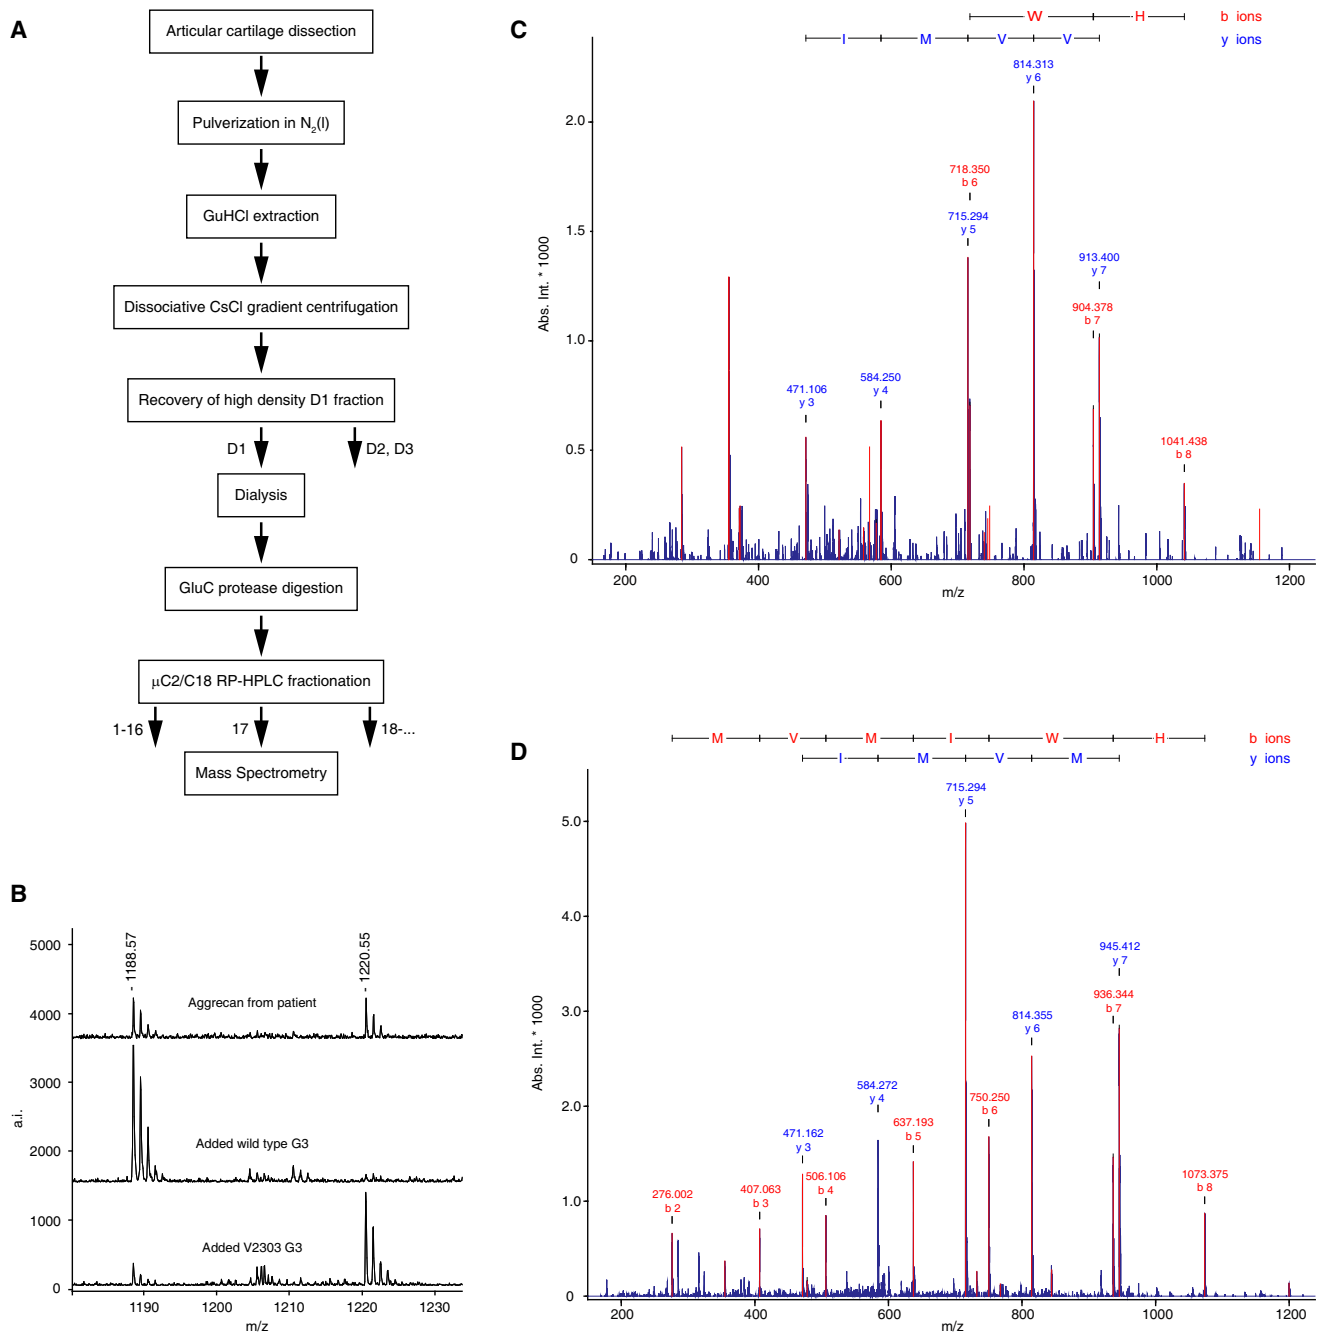 A
Articular cartilage dissection
Pulverization in N2(l)
GuHCl extraction
Dissociative CsCl gradient centrifugation
Recovery of high density D1 fraction
D1
D2, D3
Dialysis
GluC protease digestion
µC2/C18 RP-HPLC fractionation
1-16
17
18-...
Mass Spectrometry
B
5000
4000
3000
2000
1000
0
a.i.
1188.57
1220.55
Aggrecan from patient
Added wild type G3
Added V2303 G3
1190
1200
1210
1220
1230
m/z
C
W H b ions
I M V V y ions
Abs. Int. * 1000
2.0
1.5
1.0
0.5
0
814.313
y 6
718.350
b 6
715.294
y 5
913.400
y 7
904.378
b 7
584.250
y 4
471.106
y 3
1041.438
b 8
200
400
600
800
1000
1200
m/z
D
M V M I W H b ions
I M V M y ions
Abs. Int. * 1000
5.0
4.0
3.0
2.0
1.0
0
715.294
y 5
945.412
y 7
936.344
b 7
814.355
y 6
584.272
y 4
750.250
b 6
637.193
b 5
471.162
y 3
506.106
b 4
407.063
b 3
276.002
b 2
1073.375
b 8
200
400
600
800
1000
1200
m/z